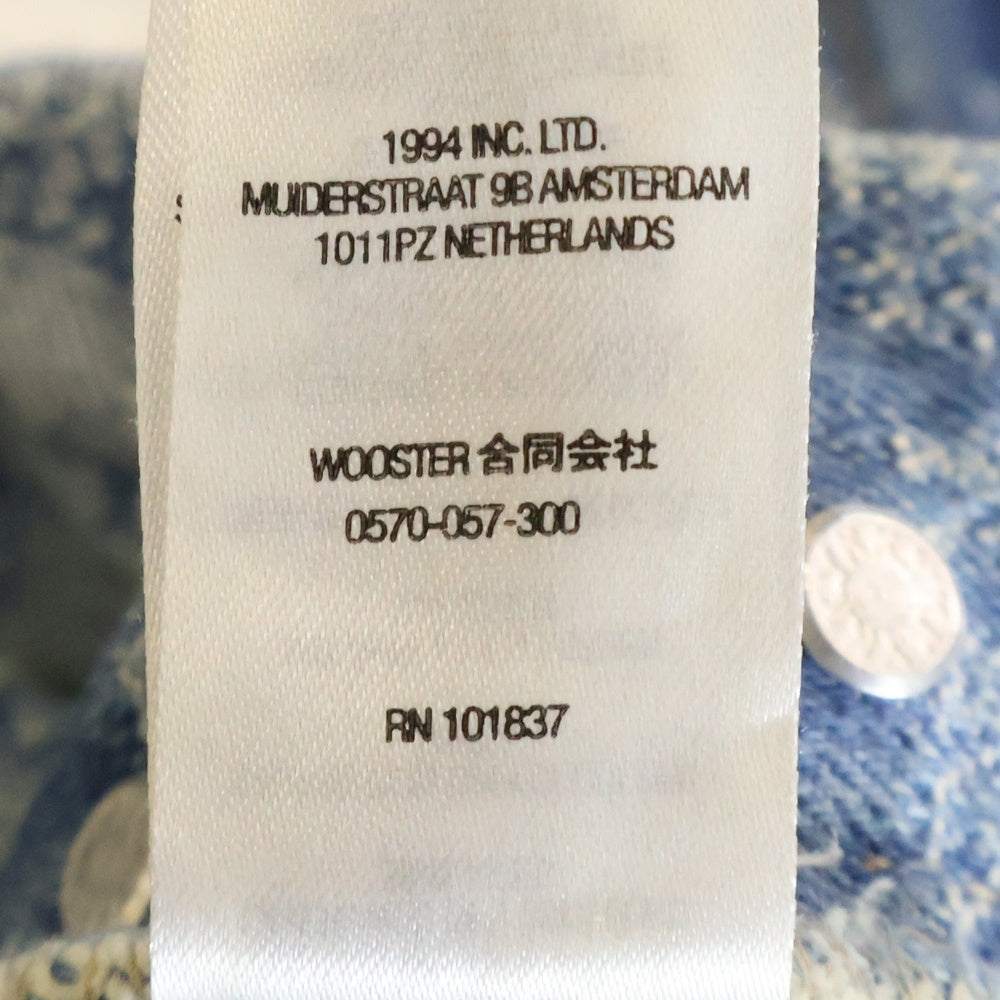 1994 INC. LTD.
MUIDERSTRAAT 9B AMSTERDAM
1011PZ NETHERLANDS
WOOSTER 合同会社
0570-057-300
RN 101837